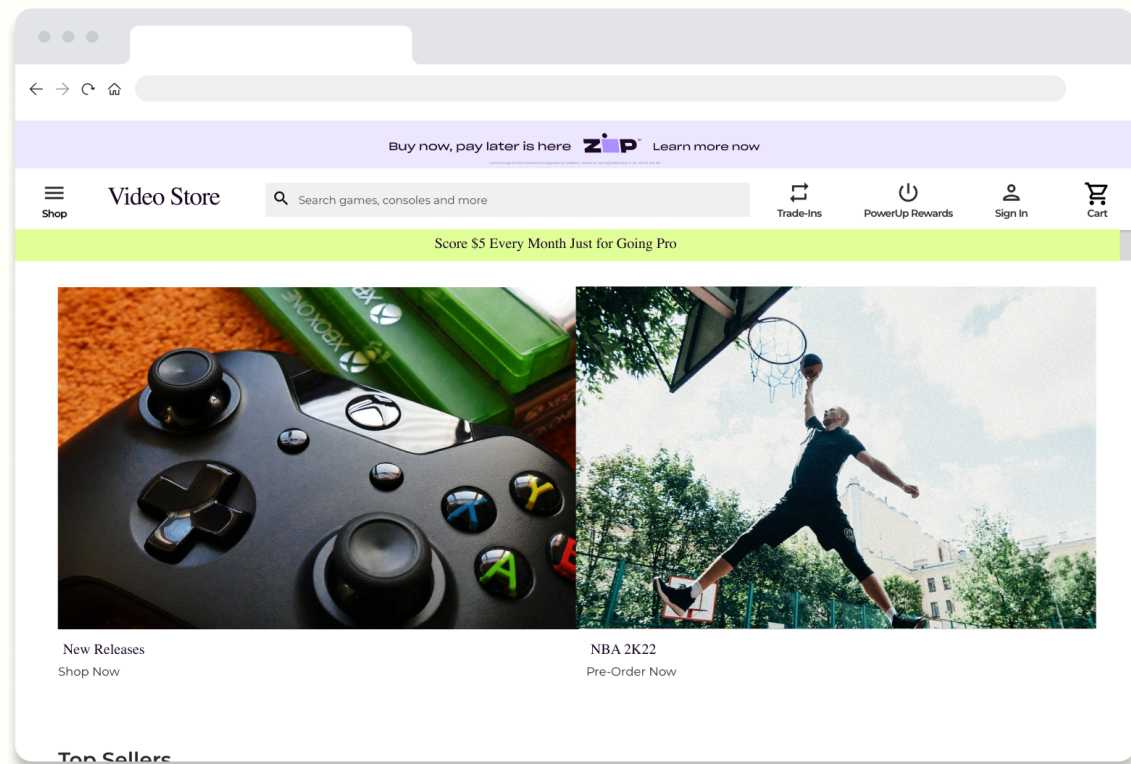 Buy now, pay later is here zip Learn more now
Shop
Video Store
Search games, consoles and more
Trade-Ins
PowerUp Rewards
Sign In
Cart
Score $5 Every Month Just for Going Pro
XBOX ONE
Y
X
A
B
New Releases
Shop Now
NBA 2K22
Pre-Order Now
Top Sellers